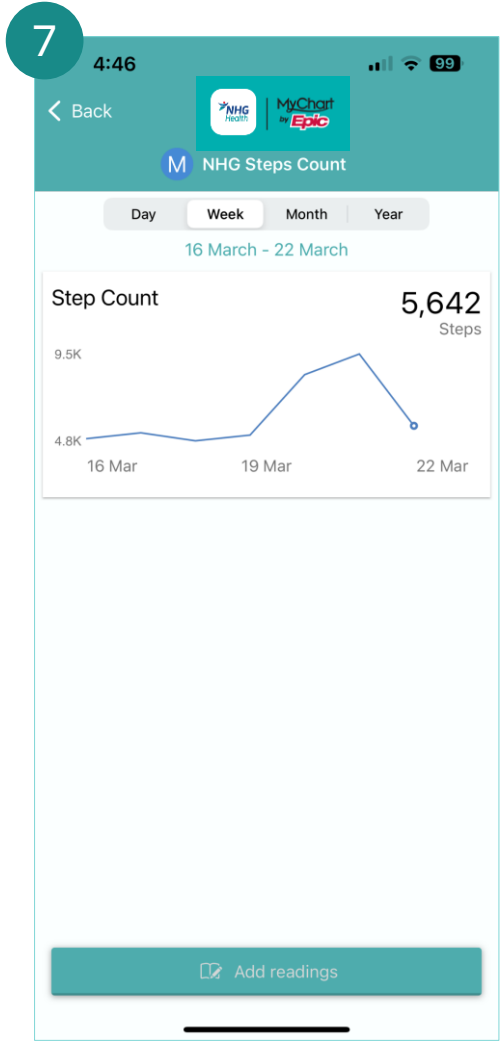 7
4:46
99
Back
NHG
Health
MyChart
by Epic
M NHG Steps Count
Day Week Month Year
16 March - 22 March
Step Count
5,642
Steps
9.5K
4.8K
16 Mar 19 Mar 22 Mar
Add readings